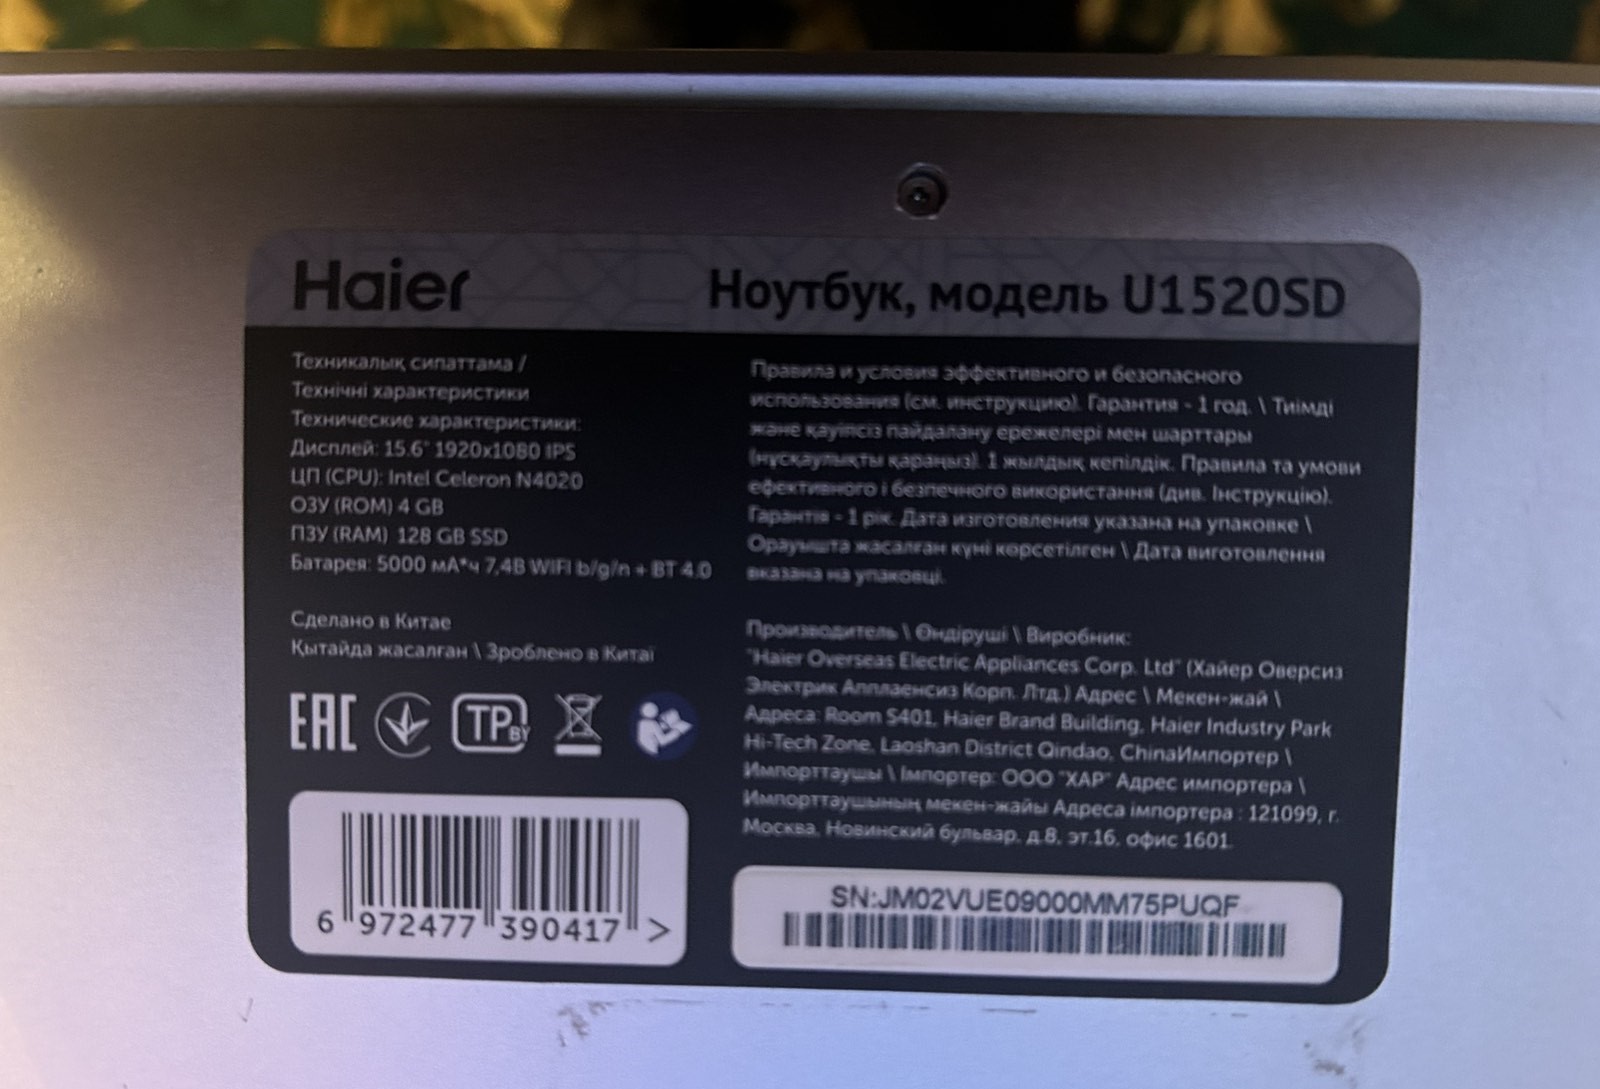 Haier
Ноутбук, модель U1520SD
Техникалық сипаттама /
Технічні характеристики
Технические характеристики:
Дисплей: 15.6" 1920x1080 IPS
ЦП (CPU): Intel Celeron N4020
ОЗУ (ROM) 4 GB
ПЗУ (RAM) 128 GB SSD
Батарея: 5000 мА*ч 7,4В WIFI b/g/n + BT 4.0
Сделано в Китае
Қытайда жасалған \ Зроблено в Китаї
EAC
TP BY
6 972477 390417 >
Правила и условия эффективного и безопасного
использования (см. инструкцию). Гарантия - 1 год. \ Тиімді
және қауіпсіз пайдалану ережелері мен шарттары
(нұсқаулықты қараңыз). 1 жылдық кепілдік. Правила та умови
ефективного і безпечного використання (див. Інструкцію).
Гарантія - 1 рік. Дата изготовления указана на упаковке \
Орауышта жасалған күні көрсетілген \ Дата виготовлення
вказана на упаковці.
Производитель \ Өндіруші \ Виробник:
"Haier Overseas Electric Appliances Corp. Ltd" (Хайер Оверсиз
Электрик Апплаенсиз Корп. Лтд.) Адрес \ Мекен-жай \
Адреса: Room S401, Haier Brand Building, Haier Industry Park
Hi-Tech Zone, Laoshan District Qindao, ChinaИмпортер \
Импорттаушы \ Імпортер: ООО "ХАР" Адрес импортера \
Импорттаушының мекен-жайы Адреса імпортера : 121099, г.
Москва, Новинский бульвар, д.8, эт.16, офис 1601.
SN:JM02VUE09000MM75PUQF